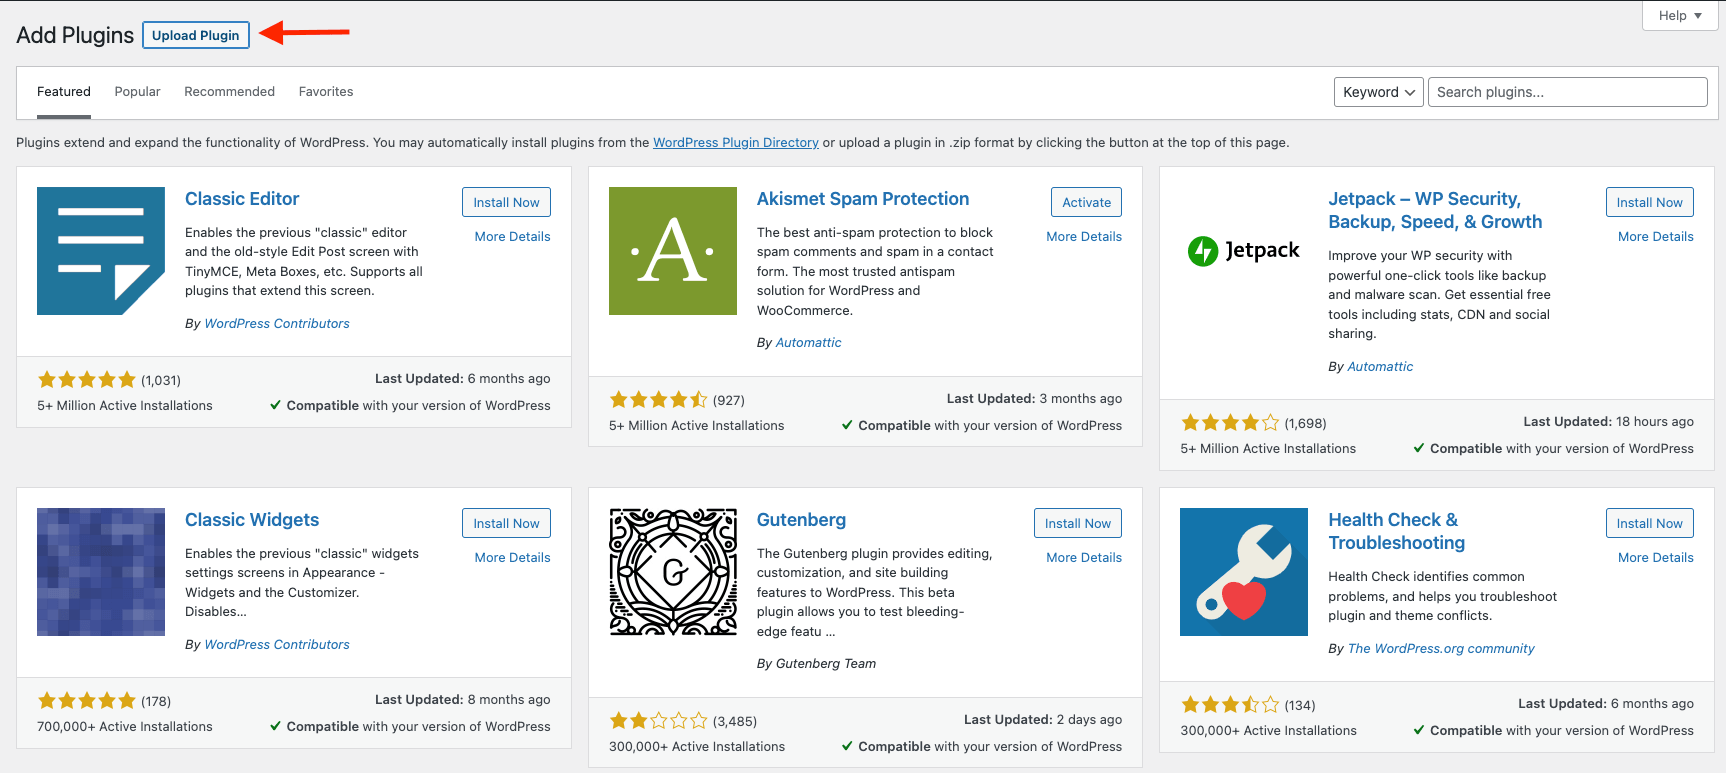 Help
Add Plugins Upload Plugin
Featured Popular Recommended Favorites Keyword Search plugins...
Plugins extend and expand the functionality of WordPress. You may automatically install plugins from the WordPress Plugin Directory or upload a plugin in .zip format by clicking the button at the top of this page.
Classic Editor
Install Now
More Details
Enables the previous "classic" editor
and the old-style Edit Post screen with
TinyMCE, Meta Boxes, etc. Supports all
plugins that extend this screen.
By WordPress Contributors
(1,031)
Last Updated: 6 months ago
5+ Million Active Installations
Compatible with your version of WordPress
·A·
Akismet Spam Protection
Activate
More Details
The best anti-spam protection to block
spam comments and spam in a contact
form. The most trusted antispam
solution for WordPress and
WooCommerce.
By Automattic
(927)
Last Updated: 3 months ago
5+ Million Active Installations
Compatible with your version of WordPress
Jetpack
Jetpack – WP Security,
Backup, Speed, & Growth
Install Now
More Details
Improve your WP security with
powerful one-click tools like backup
and malware scan. Get essential free
tools including stats, CDN and social
sharing.
By Automattic
(1,698)
Last Updated: 18 hours ago
5+ Million Active Installations
Compatible with your version of WordPress
Classic Widgets
Install Now
More Details
Enables the previous "classic" widgets
settings screens in Appearance -
Widgets and the Customizer.
Disables...
By WordPress Contributors
(178)
Last Updated: 8 months ago
700,000+ Active Installations
Compatible with your version of WordPress
G
Gutenberg
Install Now
More Details
The Gutenberg plugin provides editing,
customization, and site building
features to WordPress. This beta
plugin allows you to test bleeding-
edge featu ...
By Gutenberg Team
(3,485)
Last Updated: 2 days ago
300,000+ Active Installations
Compatible with your version of WordPress
Health Check &
Troubleshooting
Install Now
More Details
Health Check identifies common
problems, and helps you troubleshoot
plugin and theme conflicts.
By The WordPress.org community
(134)
Last Updated: 6 months ago
300,000+ Active Installations
Compatible with your version of WordPress